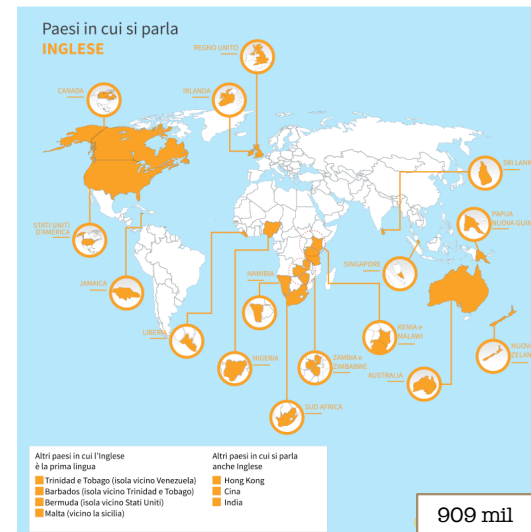 Paesi in cui si parla
INGLESE
REGNO UNITO
CANADA
IRLANDA
SRI LANK
PAPUA
NUOVA GUIN
STATI UNITI
D'AMERICA
NAMIBIA
SINGAPORE
JAMAICA
LIBERIA
KENIA e
MALAWI
NIGERIA
ZAMBIA e
ZIMBABWE
NUOVA
ZELAN
AUSTRALIA
SUD AFRICA
Altri paesi in cui l'Inglese
è la prima lingua
Trinidad e Tobago (isola vicino Venezuela)
Barbados (isola vicino Trinidad e Tobago)
Bermuda (isola vicino Stati Uniti)
Malta (vicino la sicilia)
Altri paesi in cui si parla
anche Inglese
Hong Kong
Cina
India
909 mil